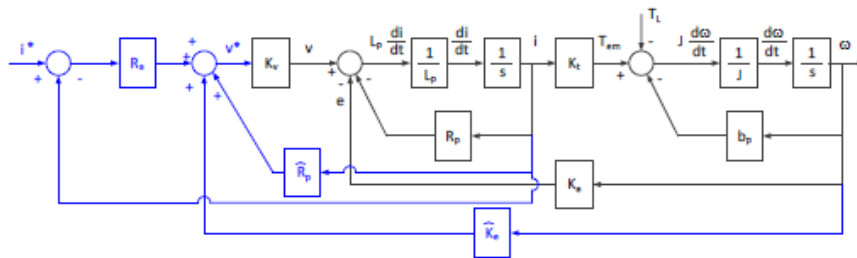 i* + - Rₐ + + + + v* Kᵥ v + - - e Lₚ di/dt 1/Lₚ di/dt 1/s i Kₜ Tₑₘ + T_L - - J dω/dt 1/J dω/dt 1/s ω
Rₚ bₚ
R̂ₚ
Kₑ
K̂ₑ